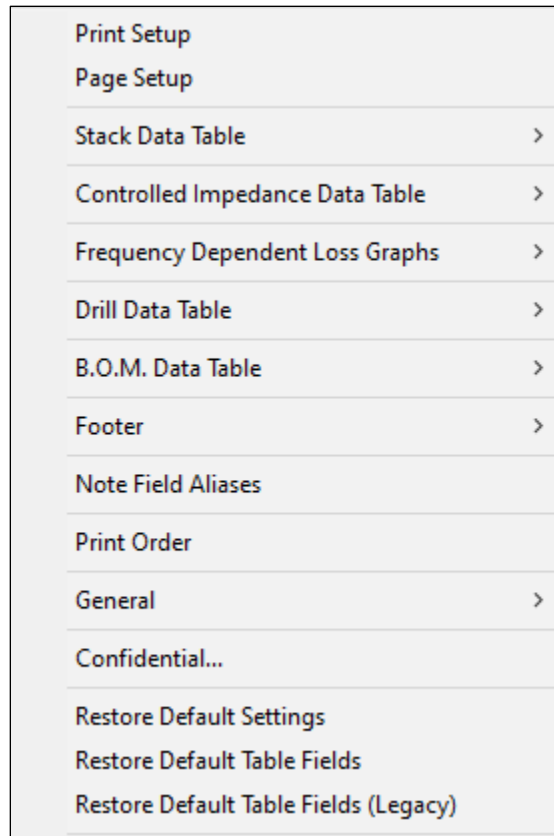 Print Setup
Page Setup
Stack Data Table
Controlled Impedance Data Table
Frequency Dependent Loss Graphs
Drill Data Table
B.O.M. Data Table
Footer
Note Field Aliases
Print Order
General
Confidential...
Restore Default Settings
Restore Default Table Fields
Restore Default Table Fields (Legacy)